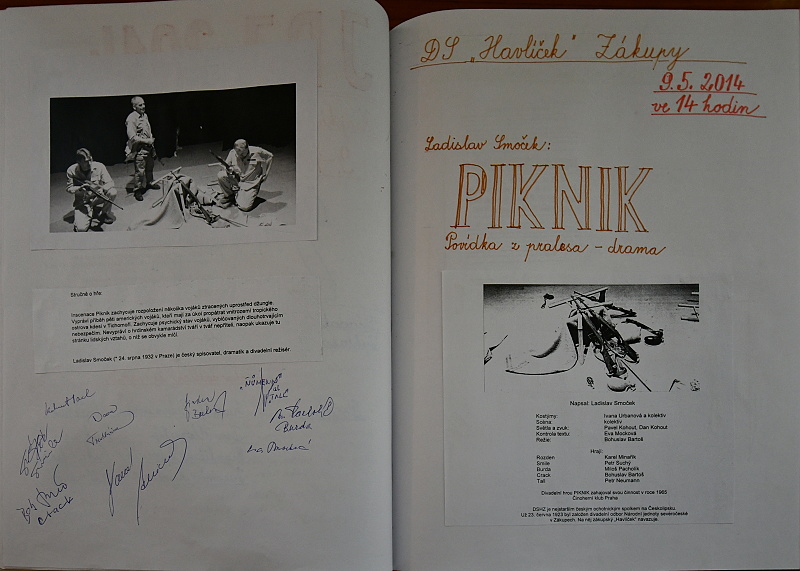 Stručně o hře:
Inscenace Piknik zachycuje rozpoložení několika vojáků ztracených uprostřed džungle.
Vypráví příběh pěti amerických vojáků, kteří mají za úkol propátrat vnitrozemí tropického
ostrova kdesi v Tichomoří. Zachycuje psychický stav vojáků, vybičovaných dlouhotrvajícím
nebezpečím. Nevypráví o hrdinském kamarádství tváří v tvář nepříteli, naopak ukazuje tu
stránku lidských vztahů, o níž se obvykle mlčí.
Ladislav Smoček (* 24. srpna 1932 v Praze) je český spisovatel, dramatik a divadelní režisér.
TALL
Burda
Bob
Crack
DS "Havlíček" Zákupy
9.5. 2014
ve 14 hodin
Ladislav Smoček:
PIKNIK
Povídka z pralesa - drama
Napsal: Ladislav Smoček
Kostýmy: Ivana Urbanová a kolektiv
Scéna: kolektiv
Světla a zvuk: Pavel Kohout, Dan Kohout
Kontrola textu: Eva Mocková
Režie: Bohuslav Bartoš
Hrají:
Rozden Karel Minařík
Smile Petr Suchý
Burda Miloš Pacholík
Crack Bohuslav Bartoš
Tall Petr Neumann
Divadelní hrou PIKNIK zahajoval svou činnost v roce 1965
Činoherní klub Praha
DSHZ je nejstarším českým ochotnickým spolkem na Českolipsku.
Už 23. června 1923 byl založen divadelní odbor Národní jednoty severočeské
v Zákupech. Na něj zákupský „Havlíček" navazuje.